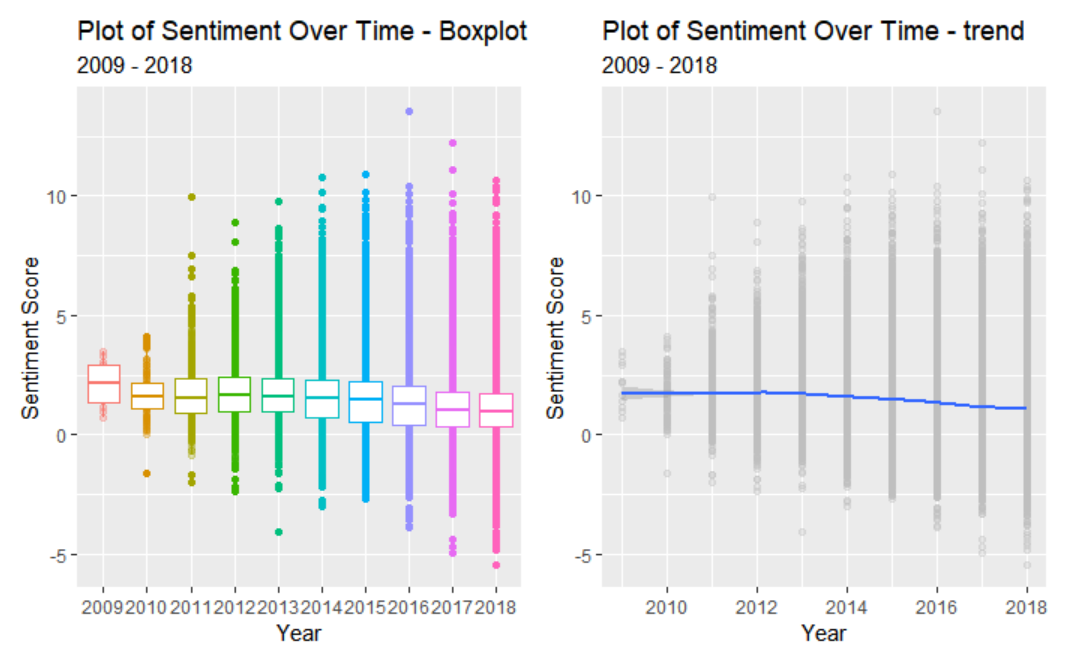 Plot of Sentiment Over Time - Boxplot
2009 - 2018
Sentiment Score
10
5
0
-5
2009 2010 2011 2012 2013 2014 2015 2016 2017 2018
Year
Plot of Sentiment Over Time - trend
2009 - 2018
Sentiment Score
10
5
0
-5
2010 2012 2014 2016 2018
Year